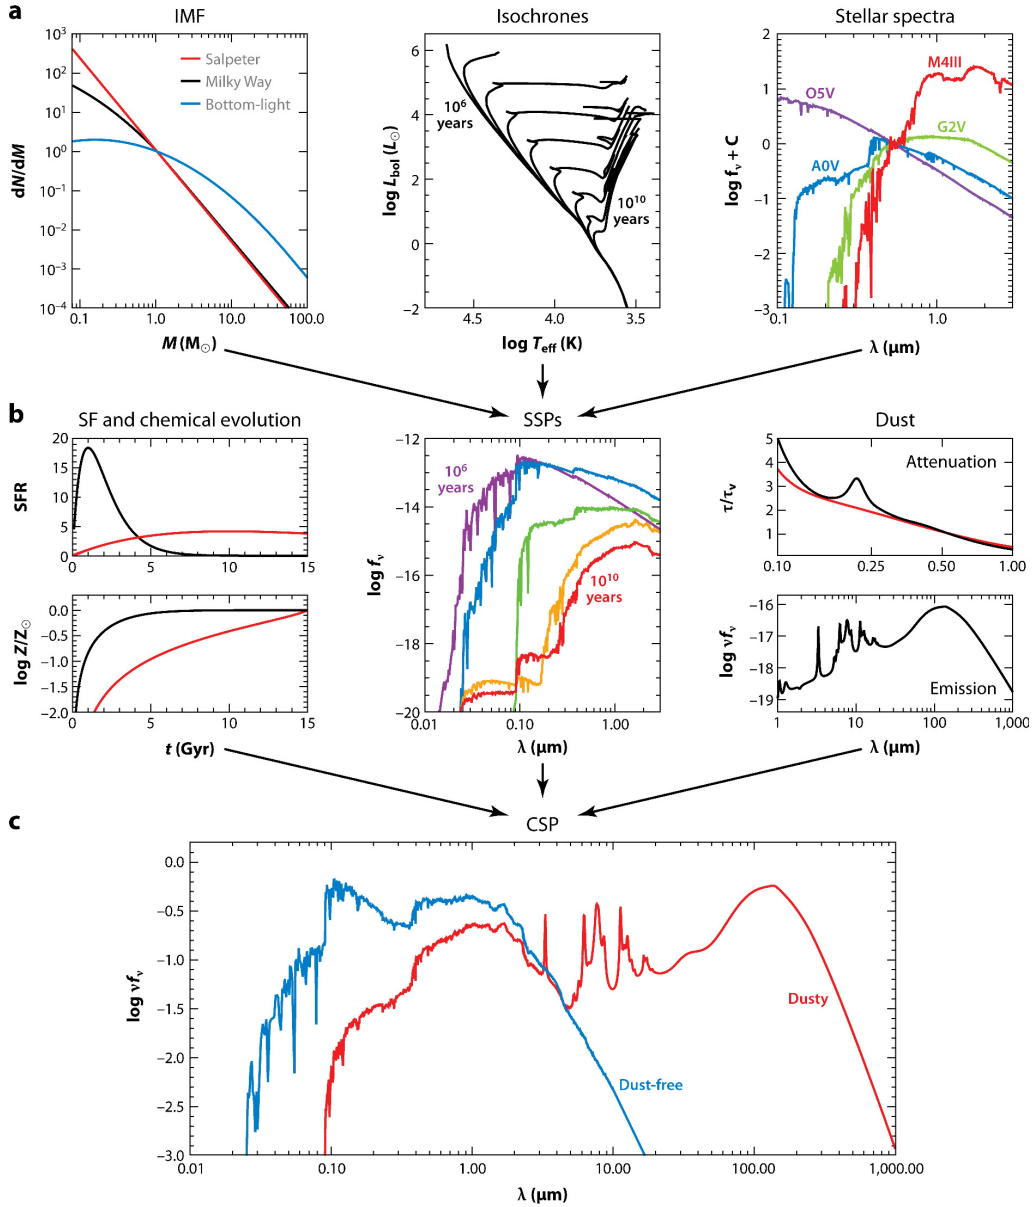 a
IMF
Isochrones
Stellar spectra
10³
10²
10¹
10⁰
10⁻¹
10⁻²
10⁻³
10⁻⁴
dN/dM
Salpeter
Milky Way
Bottom-light
0.1 1.0 10.0 100.0
M (M☉)
6
4
2
0
−2
log L_bol (L☉)
10⁶
years
10¹⁰
years
4.5 4.0 3.5
log T_eff (K)
2
1
0
−1
−2
−3
log fν + C
M4III
O5V
G2V
A0V
0.1 1.0
λ (μm)
b
SF and chemical evolution
SSPs
Dust
20
15
10
5
0
SFR
0 5 10 15
0.0
−0.5
−1.0
−1.5
−2.0
log Z/Z☉
0 5 10 15
t (Gyr)
−12
−14
−16
−18
−20
log fν
10⁶
years
10¹⁰
years
0.01 0.10 1.00
λ (μm)
5
4
3
2
1
τ/τᵥ
Attenuation
0.10 0.25 0.50 1.00
−16
−17
−18
−19
log νfν
Emission
1 10 100 1,000
λ (μm)
c
CSP
0.0
−0.5
−1.0
−1.5
−2.0
−2.5
−3.0
log νfν
Dusty
Dust-free
0.01 0.10 1.00 10.00 100.00 1,000.00
λ (μm)